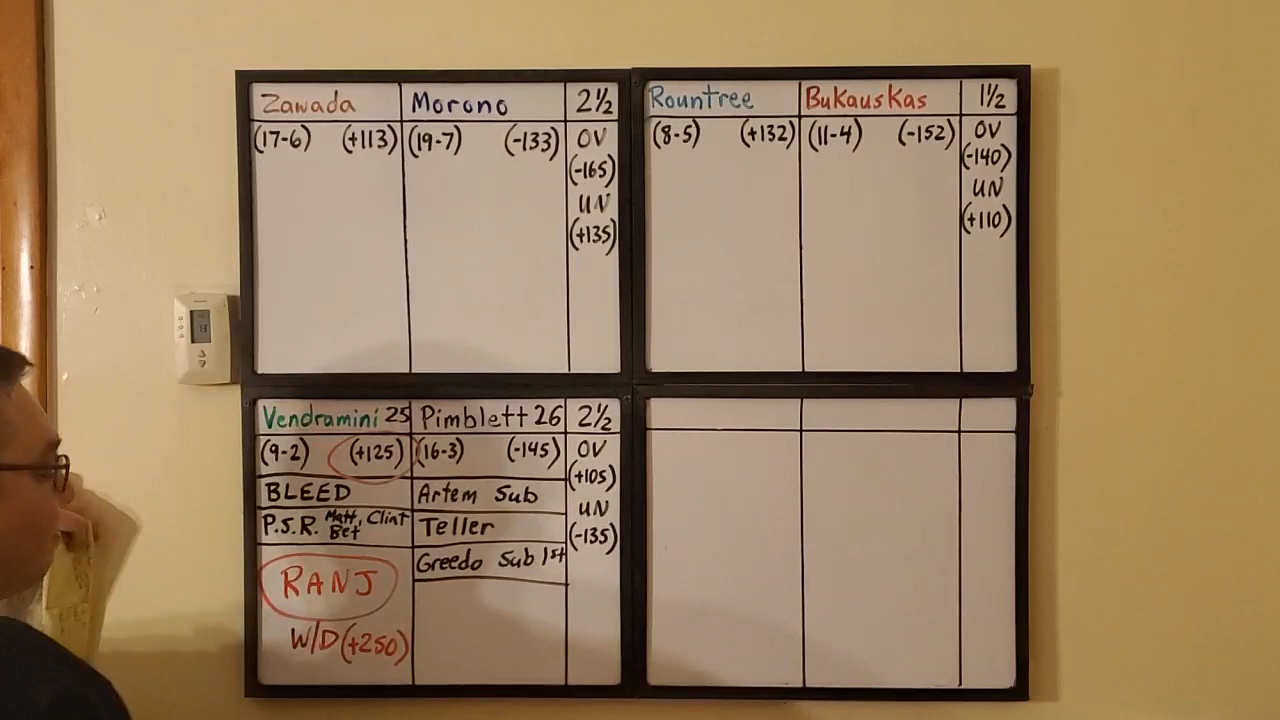 Zawada Morono 2½
(17-6) (+113) (19-7) (-133) OV
(-165)
UN
(+135)
Rountree Bukauskas 1½
(8-5) (+132) (11-4) (-152) OV
(-140)
UN
(+110)
Vendramini 25 Pimblett 26 2½
(9-2) (+125) (16-3) (-145) OV
(+105)
BLEED Artem Sub
UN
P.S.R. Matt, Clint Teller
Bet
(-135)
Greedo Sub 1st
RANJ
W/D (+250)